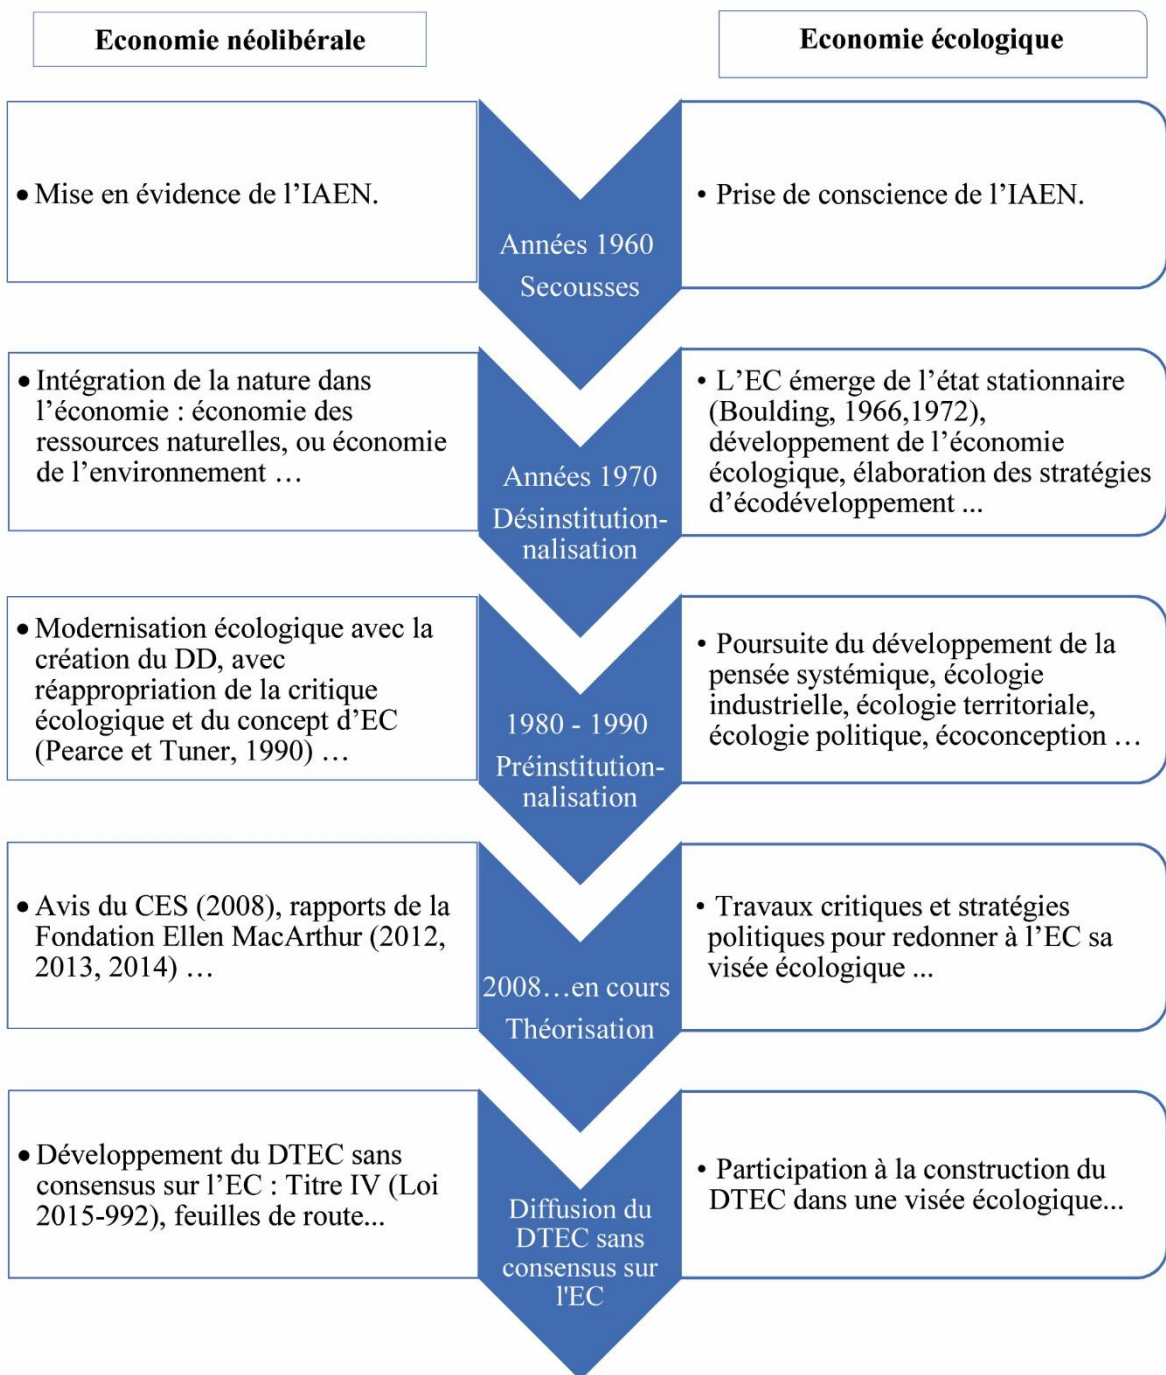 Economie néolibérale
Economie écologique
• Mise en évidence de l’IAEN.
Années 1960
Secousses
• Prise de conscience de l’IAEN.
• Intégration de la nature dans
l’économie : économie des
ressources naturelles, ou économie
de l’environnement …
Années 1970
Désinstitution-
nalisation
• L’EC émerge de l’état stationnaire
(Boulding, 1966,1972),
développement de l’économie
écologique, élaboration des stratégies
d’écodéveloppement ...
• Modernisation écologique avec la
création du DD, avec
réappropriation de la critique
écologique et du concept d’EC
(Pearce et Tuner, 1990) …
1980 - 1990
Préinstitution-
nalisation
• Poursuite du développement de la
pensée systémique, écologie
industrielle, écologie territoriale,
écologie politique, écoconception …
• Avis du CES (2008), rapports de la
Fondation Ellen MacArthur (2012,
2013, 2014) …
2008…en cours
Théorisation
• Travaux critiques et stratégies
politiques pour redonner à l’EC sa
visée écologique ...
• Développement du DTEC sans
consensus sur l’EC : Titre IV (Loi
2015-992), feuilles de route...
Diffusion du
DTEC sans
consensus sur
l'EC
• Participation à la construction du
DTEC dans une visée écologique...